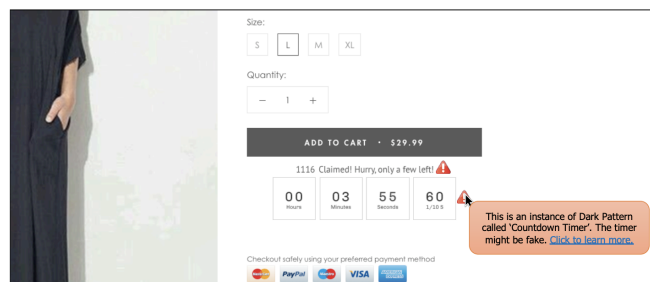 Size:
S L M XL
Quantity:
− 1 +
ADD TO CART • $29.99
1116 Claimed! Hurry, only a few left!
00 03 55 60
Hours Minutes Seconds 1/10 S
This is an instance of Dark Pattern
called ‘Countdown Timer’. The timer
might be fake. Click to learn more.
Checkout safely using your preferred payment method
PayPal VISA